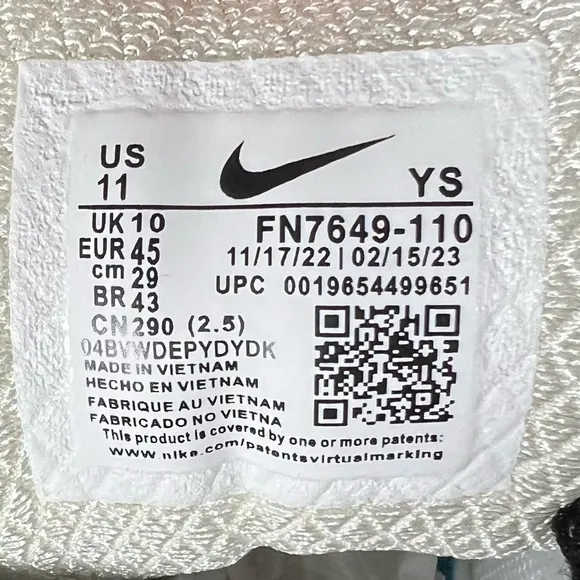 US
11
YS
UK 10
EUR 45
cm 29
BR 43
CN 290 (2.5)
04BVWDEPYDYDK
FN7649-110
11/17/22 | 02/15/23
UPC 0019654499651
MADE IN VIETNAM
HECHO EN VIETNAM
FABRIQUE AU VIETNAM
FABRICADO NO VIETNA
This product is covered by one or more patents:
www.nike.com/patentsvirtualmarking